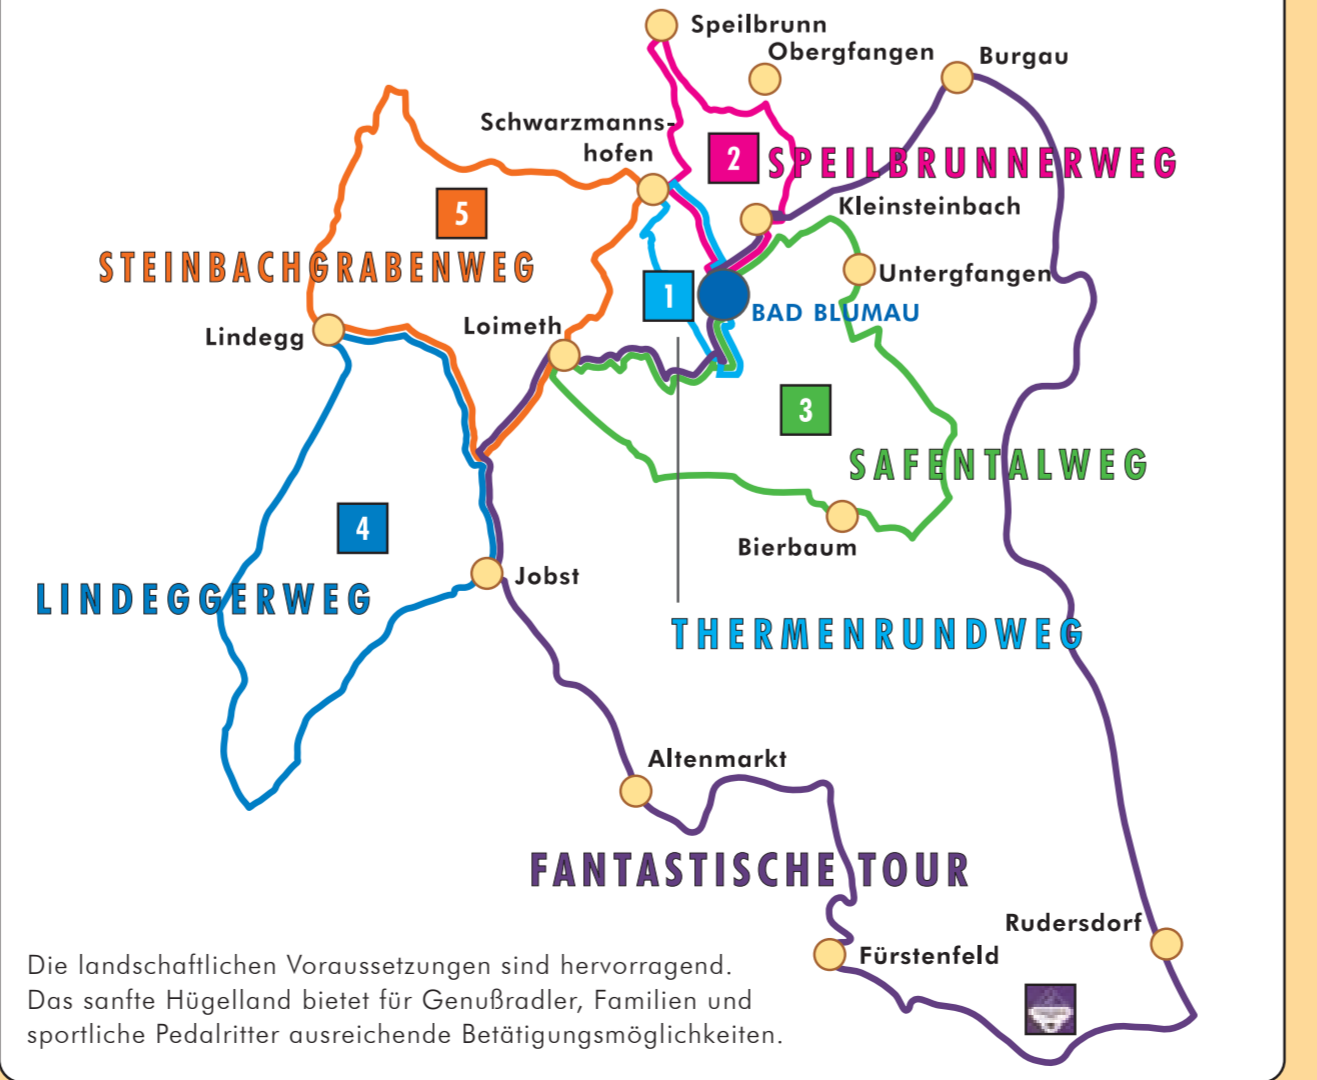 Speilbrunn
Obergfangen
Burgau
Schwarzmanns-
hofen
2 SPEILBRUNNERWEG
Kleinsteinbach
5
STEINBACHGRABENWEG
Untergfangen
1
BAD BLUMAU
Lindegg
Loimeth
3
SAFENTALWEG
4
Bierbaum
Jobst
LINDEGGERWEG
THERMENRUNDWEG
Altenmarkt
FANTASTISCHE TOUR
Rudersdorf
Fürstenfeld
Die landschaftlichen Voraussetzungen sind hervorragend.
Das sanfte Hügelland bietet für Genußradler, Familien und
sportliche Pedalritter ausreichende Betätigungsmöglichkeiten.